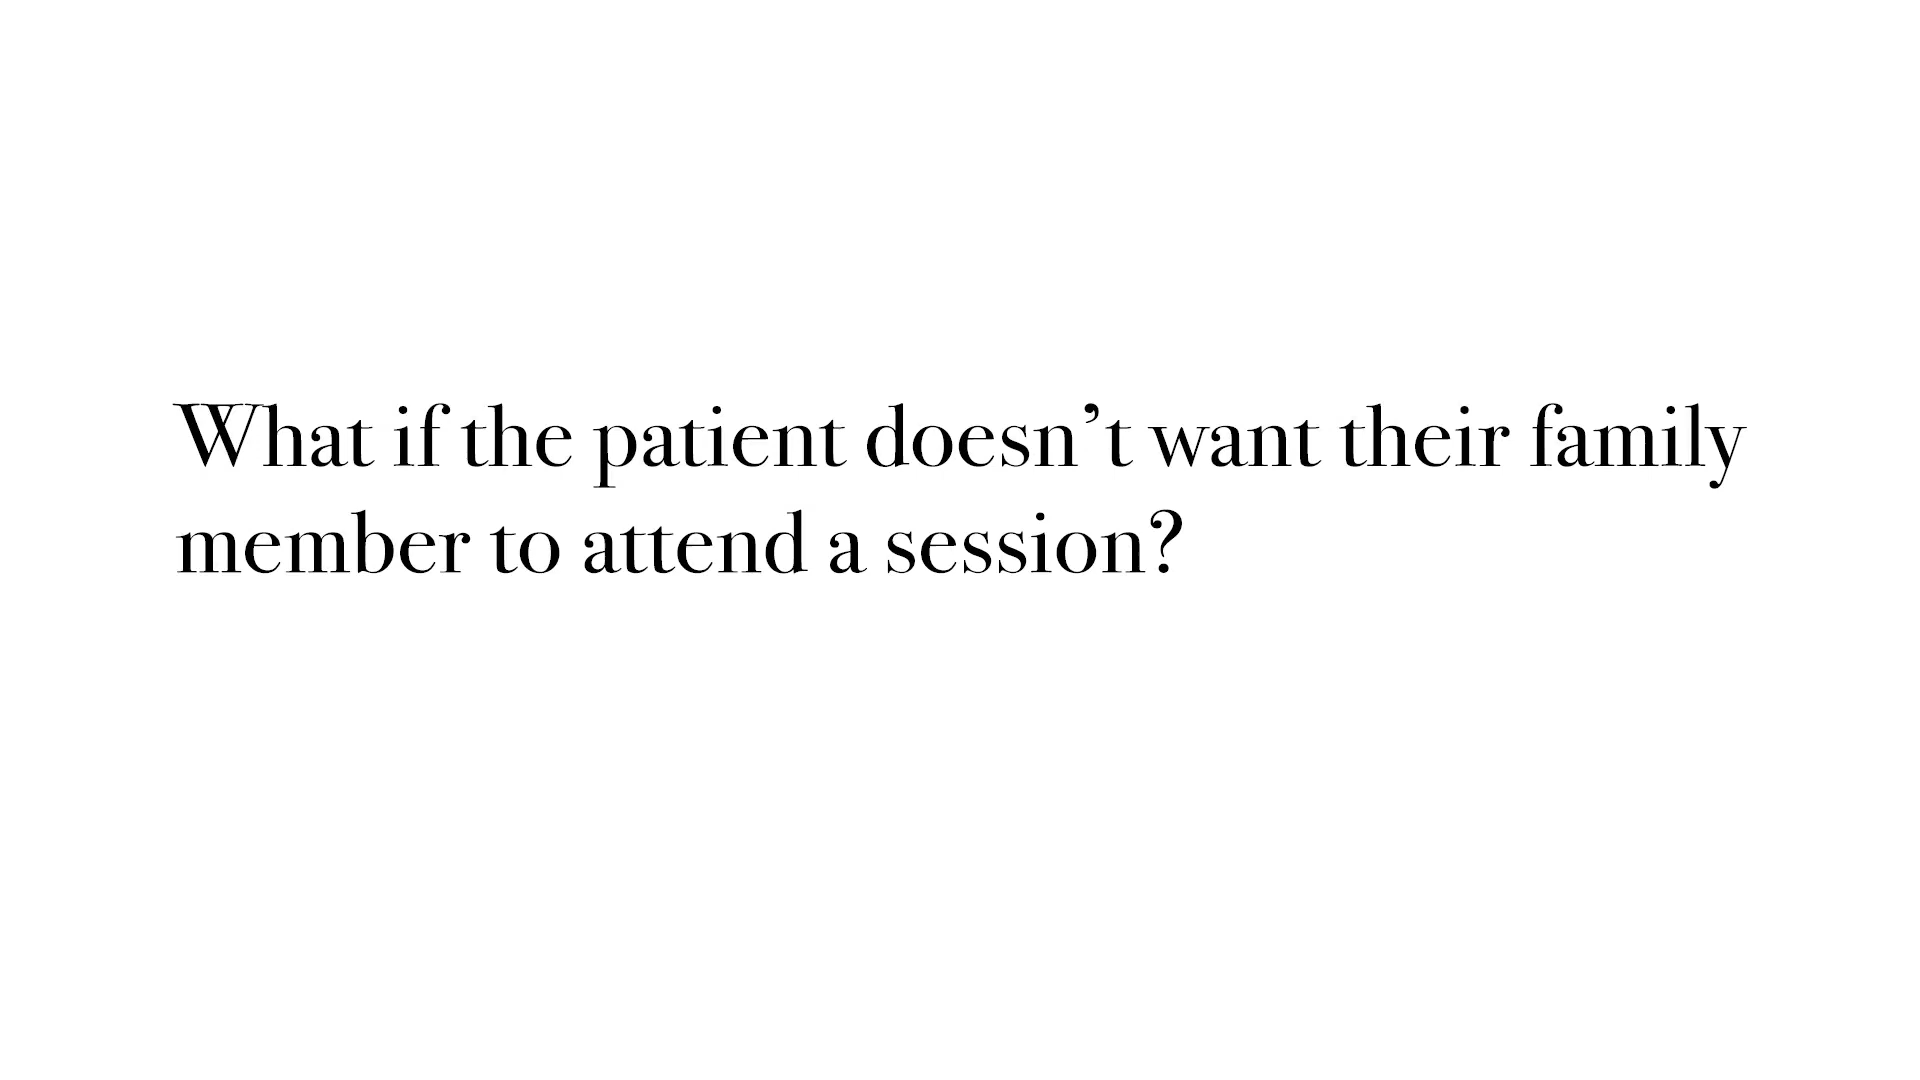 What if the patient doesn’t want their family
member to attend a session?